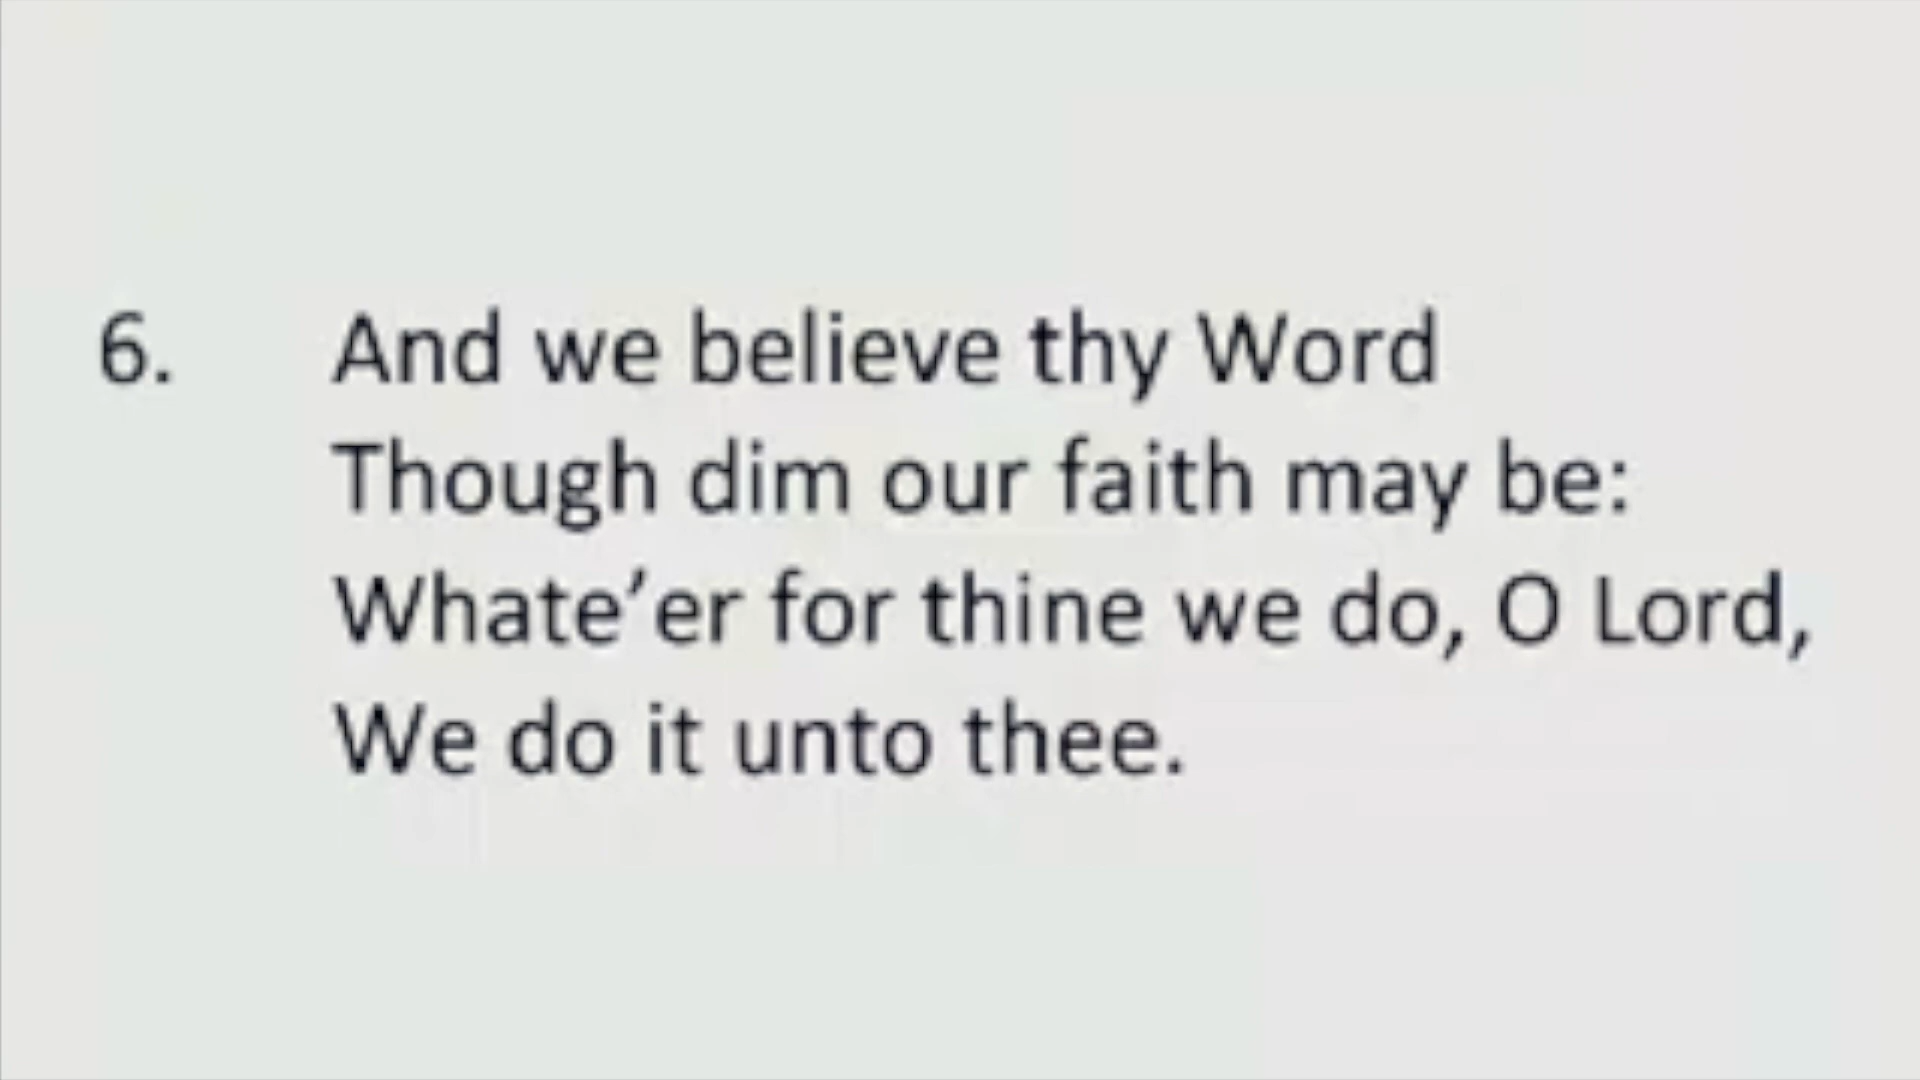 6. And we believe thy Word
Though dim our faith may be:
Whate’er for thine we do, O Lord,
We do it unto thee.